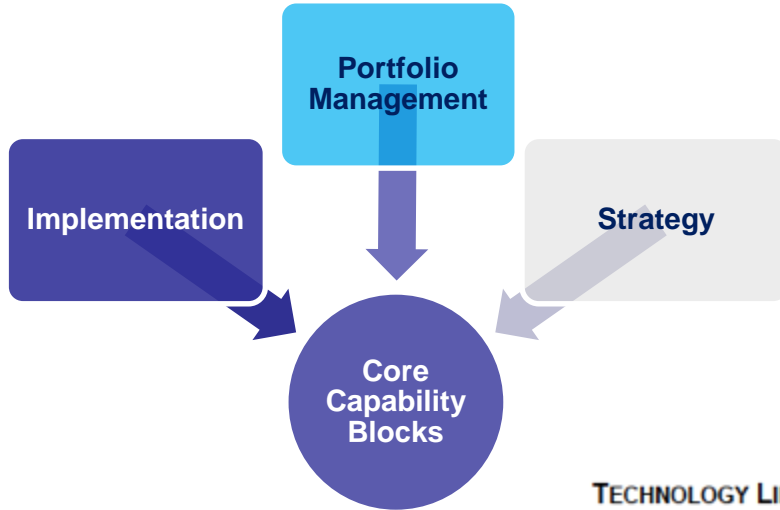 Portfolio
Management
Implementation
Strategy
Core
Capability
Blocks
TECHNOLOGY